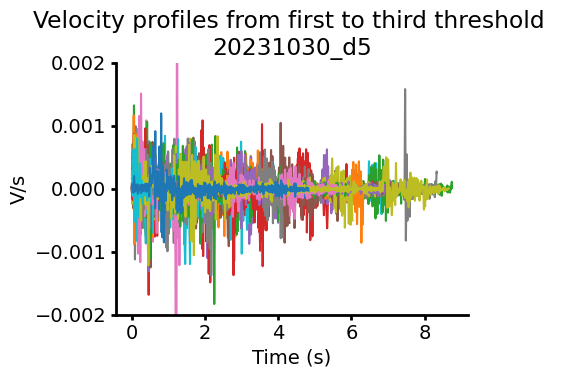 Velocity profiles from first to third threshold
20231030_d5
0.002
0.001
0.000
−0.001
−0.002
V/s
0 2 4 6 8
Time (s)